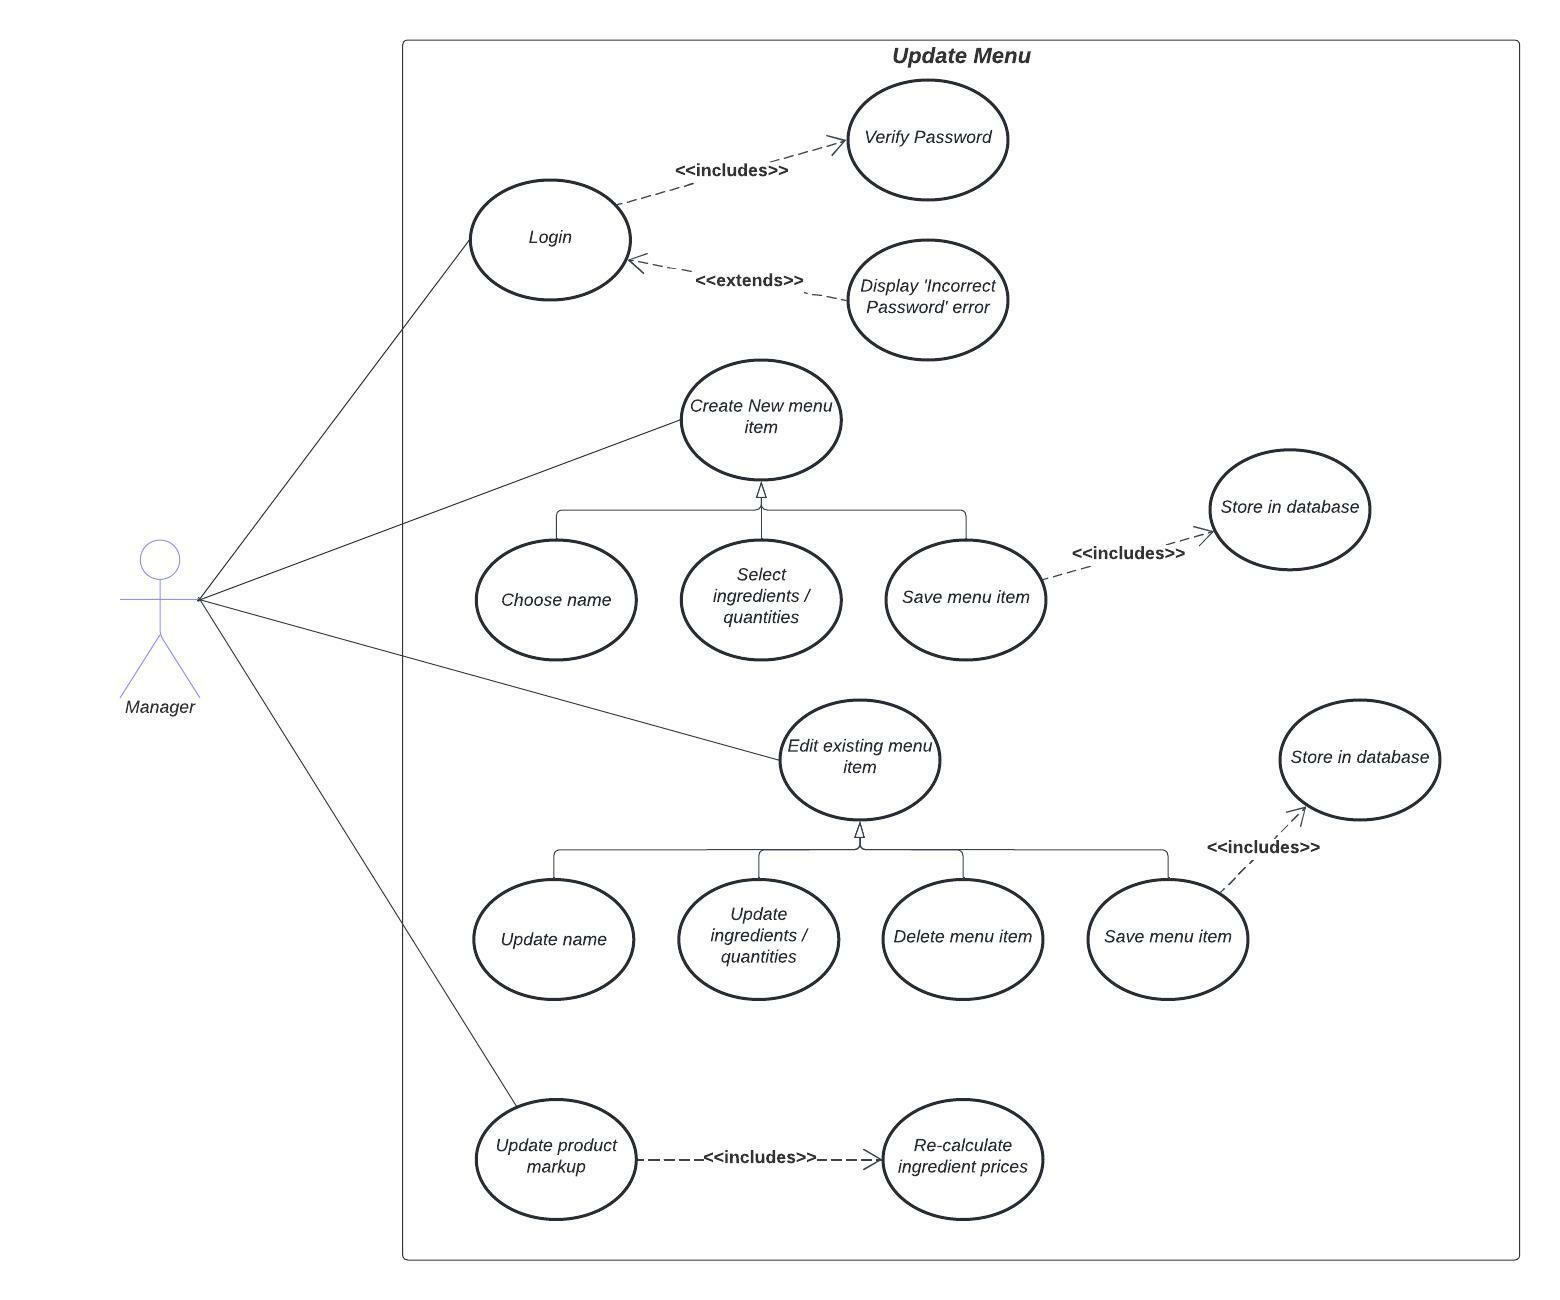 Update Menu
Verify Password
<<includes>>
Login
<<extends>>
Display 'Incorrect
Password' error
Create New menu
item
Choose name
Select
ingredients /
quantities
Save menu item
<<includes>>
Store in database
Manager
Edit existing menu
item
Store in database
<<includes>>
Update name
Update
ingredients /
quantities
Delete menu item
Save menu item
Update product
markup
<<includes>>
Re-calculate
ingredient prices